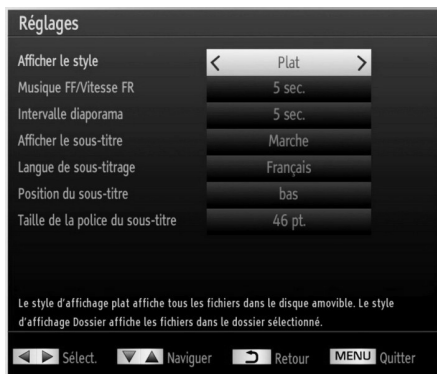 Réglages
Afficher le style Plat
Musique FF/Vitesse FR 5 sec.
Intervalle diaporama 5 sec.
Afficher le sous-titre Marche
Langue de sous-titrage Français
Position du sous-titre bas
Taille de la police du sous-titre 46 pt.
Le style d'affichage plat affiche tous les fichiers dans le disque amovible. Le style
d'affichage Dossier affiche les fichiers dans le dossier sélectionné.
Sélect. Naviguer Retour MENU Quitter